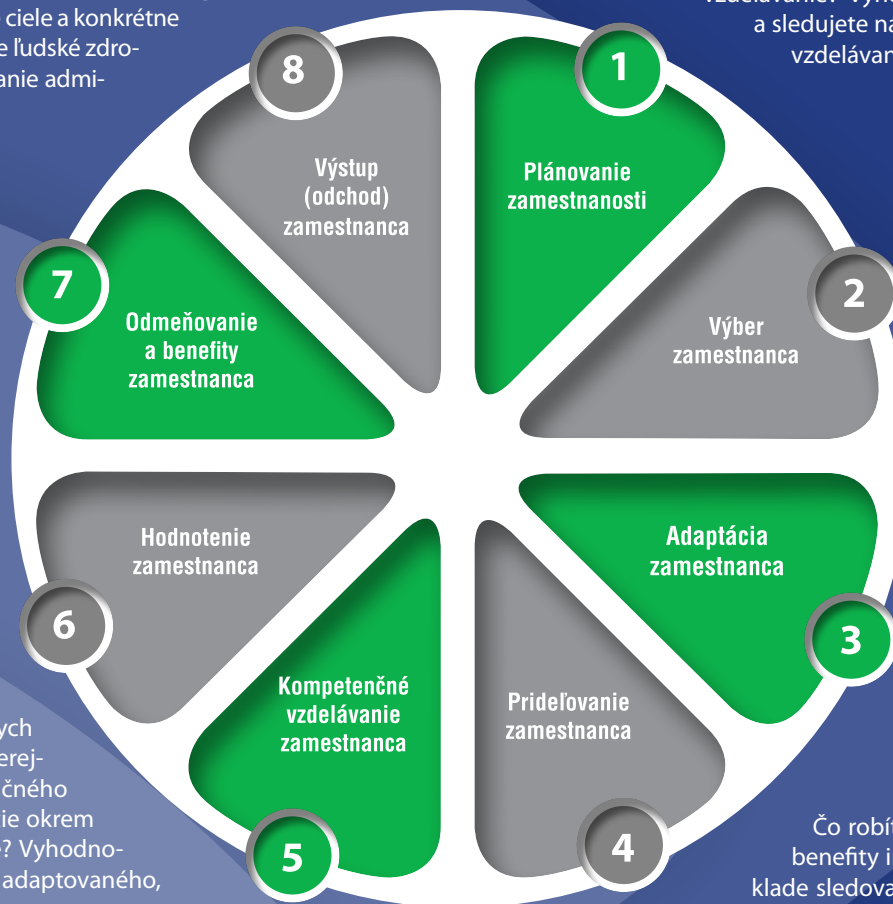 ciele a konkrétne
e ľudské zdro-
anie admi-
a sledujete na
vzdelávan
8
Výstup
(odchod)
zamestnanca
1
Plánovanie
zamestnanosti
2
Výber
zamestnanca
7
Odmeňovanie
a benefity
zamestnanca
3
Adaptácia
zamestnanca
6
Hodnotenie
zamestnanca
5
Kompetenčné
vzdelávanie
zamestnanca
4
Prideľovanie
zamestnanca
ych
erej-
čného
ie okrem
? Vyhodno-
adaptovaného,
Čo robít
benefity i
klade sledova